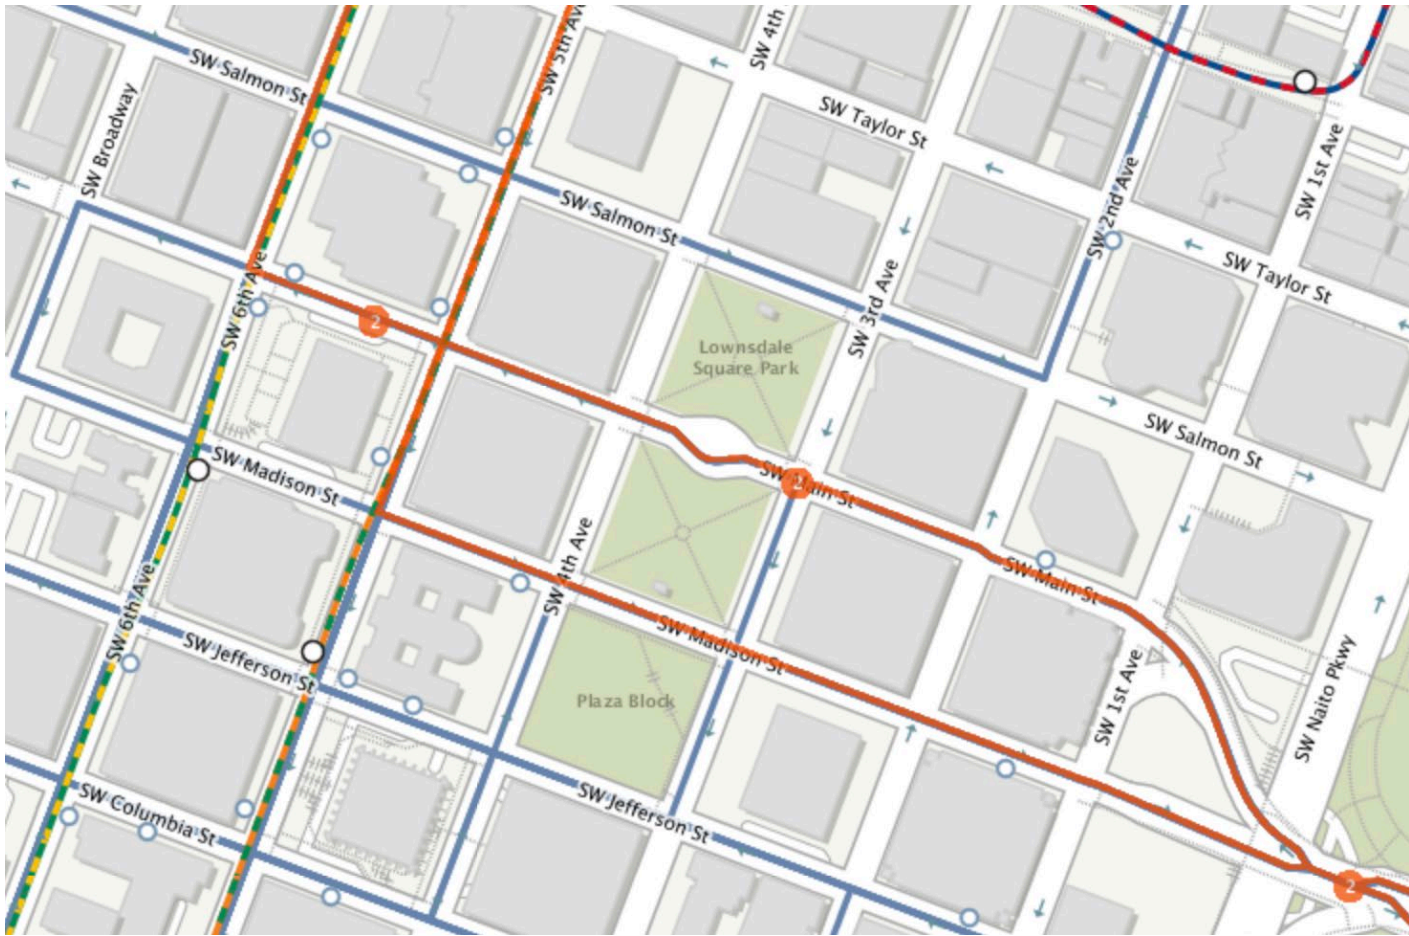 SW 4th
SW 5th Ave
SW Salmon St
SW Broadway
SW Taylor St
SW 1st Ave
SW 2nd Ave
SW Salmon St
SW 6th Ave
SW Taylor St
SW 3rd Ave
2
Lownsdale
Square Park
SW Salmon St
SW Madison St
SW Main St
2
SW 4th Ave
SW Main St
SW 6th Ave
SW Jefferson St
SW Madison St
SW 1st Ave
SW Naito Pkwy
Plaza Block
SW Columbia St
SW Jefferson St
2